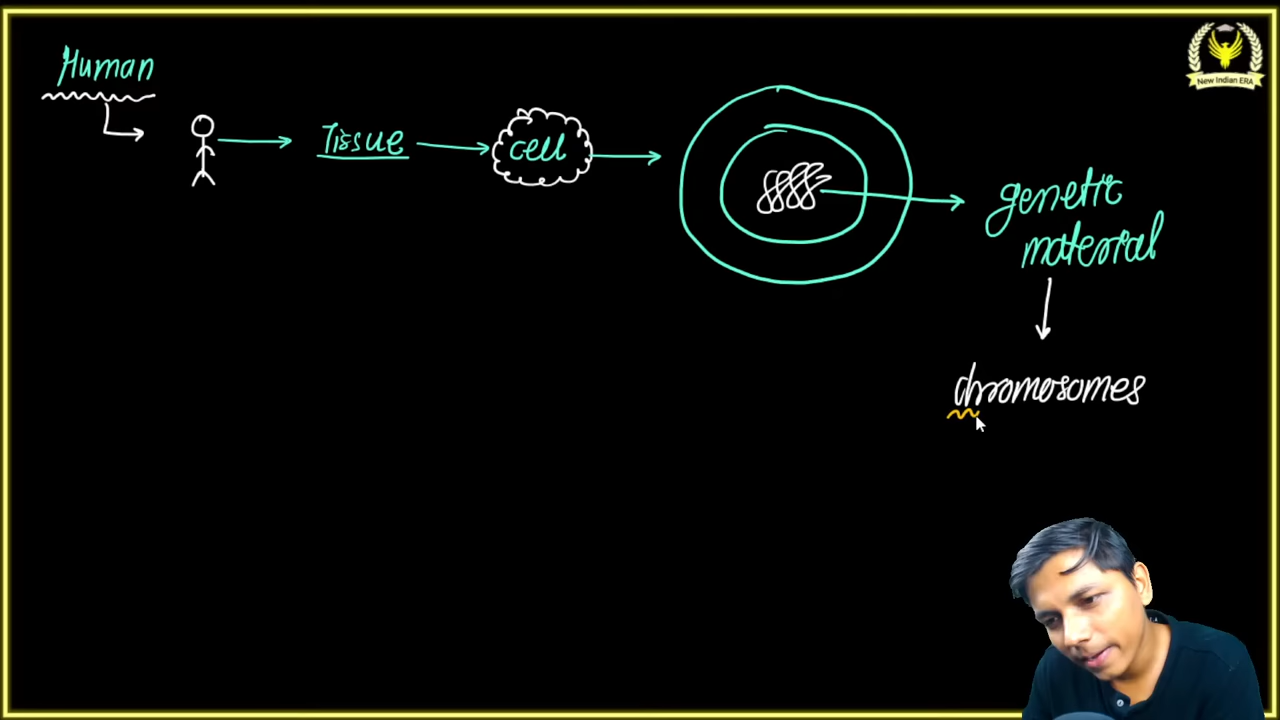 Human
Tissue
cell
genetic
material
chromosomes
New Indian ERA